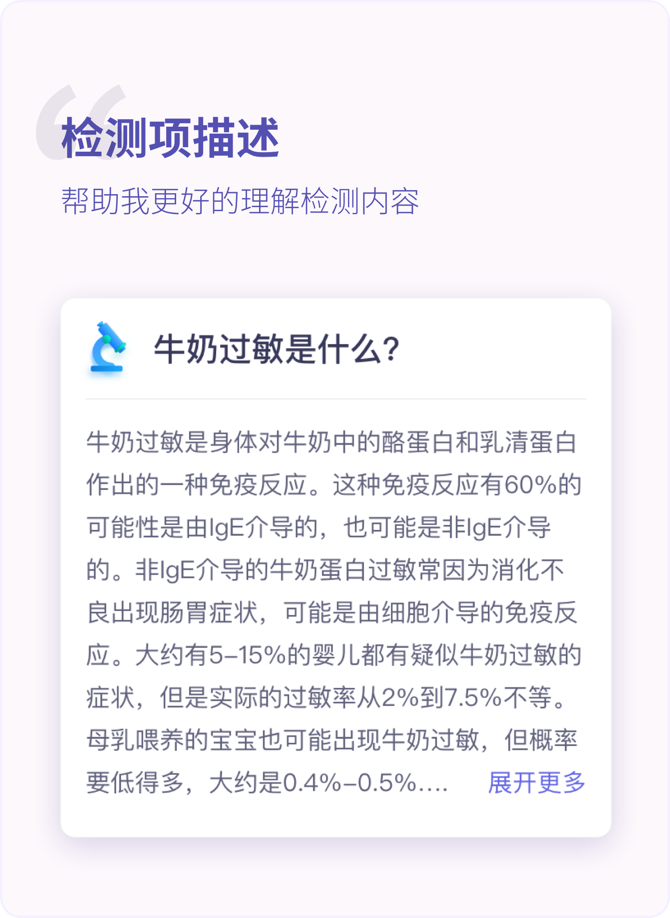 检测项描述
帮助我更好的理解检测内容
牛奶过敏是什么?
牛奶过敏是身体对牛奶中的酪蛋白和乳清蛋白
作出的一种免疫反应。这种免疫反应有60%的
可能性是由IgE介导的，也可能是非IgE介导
的。非IgE介导的牛奶蛋白过敏常因为消化不
良出现肠胃症状，可能是由细胞介导的免疫反
应。大约有5-15%的婴儿都有疑似牛奶过敏的
症状，但是实际的过敏率从2%到7.5%不等。
母乳喂养的宝宝也可能出现牛奶过敏，但概率
要低得多，大约是0.4%-0.5%.... 展开更多